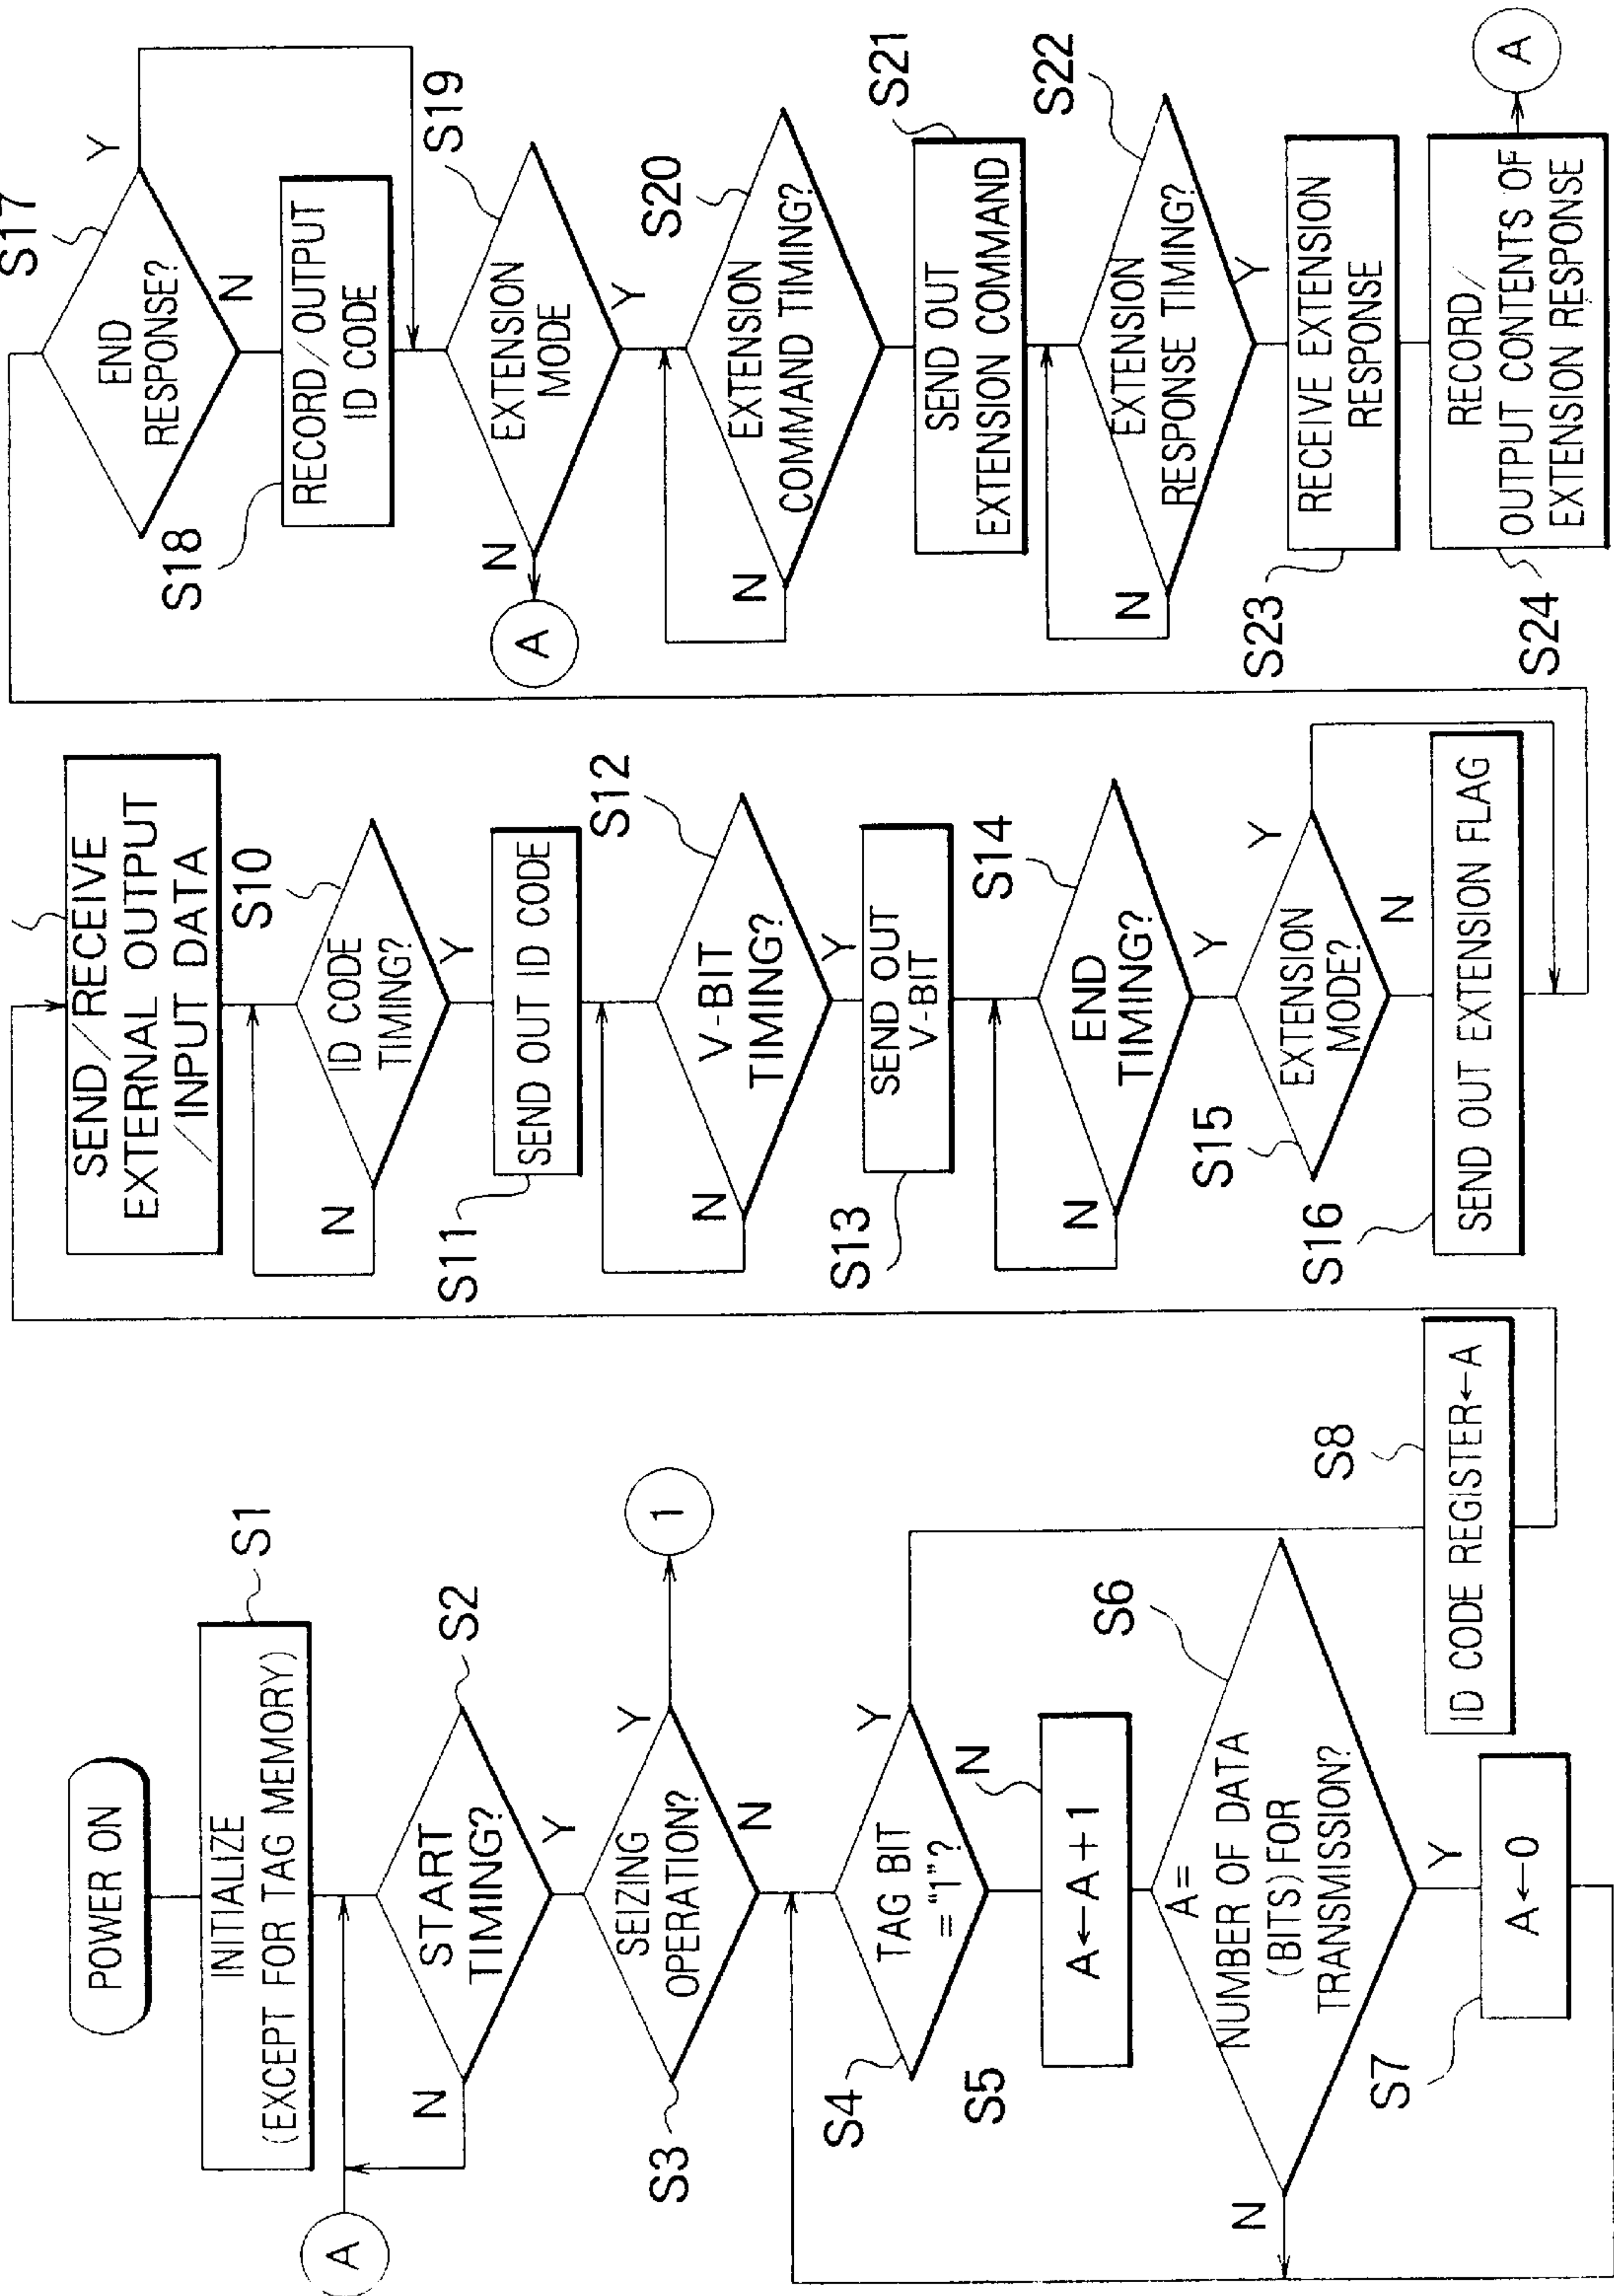 POWER ON
INITIALIZE
(EXCEPT FOR TAG MEMORY)
S1
A
START
TIMING?
S2
N
Y
SEIZING
OPERATION?
S3
Y
1
N
TAG BIT
="1"?
S4
Y
N
S5
A←A+1
A=
NUMBER OF DATA
(BITS) FOR
TRANSMISSION?
S6
N
Y
S7
A←0
S8
ID CODE REGISTER←A
SEND/RECEIVE
EXTERNAL OUTPUT
/INPUT DATA
S10
ID CODE
TIMING?
N
Y
S11
SEND OUT ID CODE
S12
V-BIT
TIMING?
N
Y
S13
SEND OUT
V-BIT
S14
END
TIMING?
N
Y
S15
EXTENSION
MODE?
Y
N
S16
SEND OUT EXTENSION FLAG
S17
END
RESPONSE?
Y
N
S18
RECORD/OUTPUT
ID CODE
S19
EXTENSION
MODE
N
A
Y
S20
EXTENSION
COMMAND TIMING?
N
S21
SEND OUT
EXTENSION COMMAND
S22
EXTENSION
RESPONSE TIMING?
N
Y
S23
RECEIVE EXTENSION
RESPONSE
S24
RECORD/
OUTPUT CONTENTS OF
EXTENSION RESPONSE
A